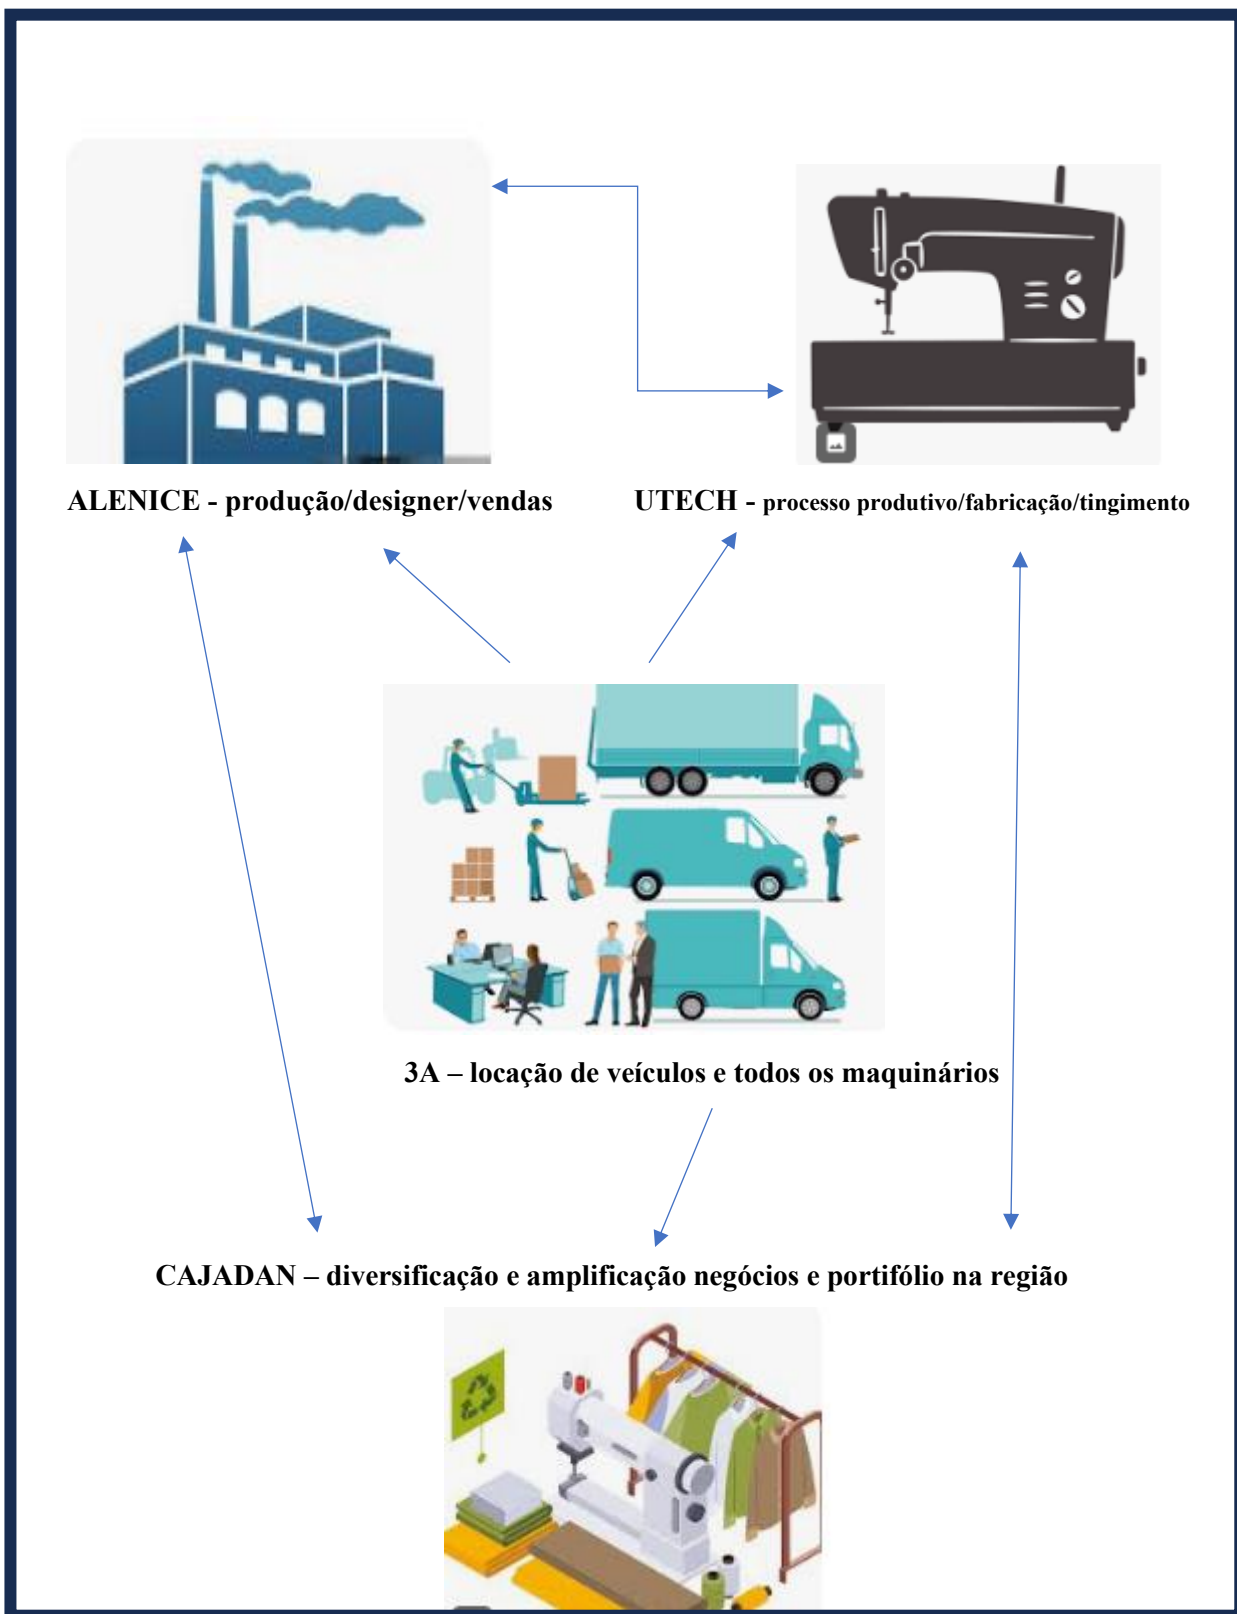 ALENICE - produção/designer/vendas
UTECH - processo produtivo/fabricação/tingimento
3A – locação de veículos e todos os maquinários
CAJADAN – diversificação e amplificação negócios e portifólio na região